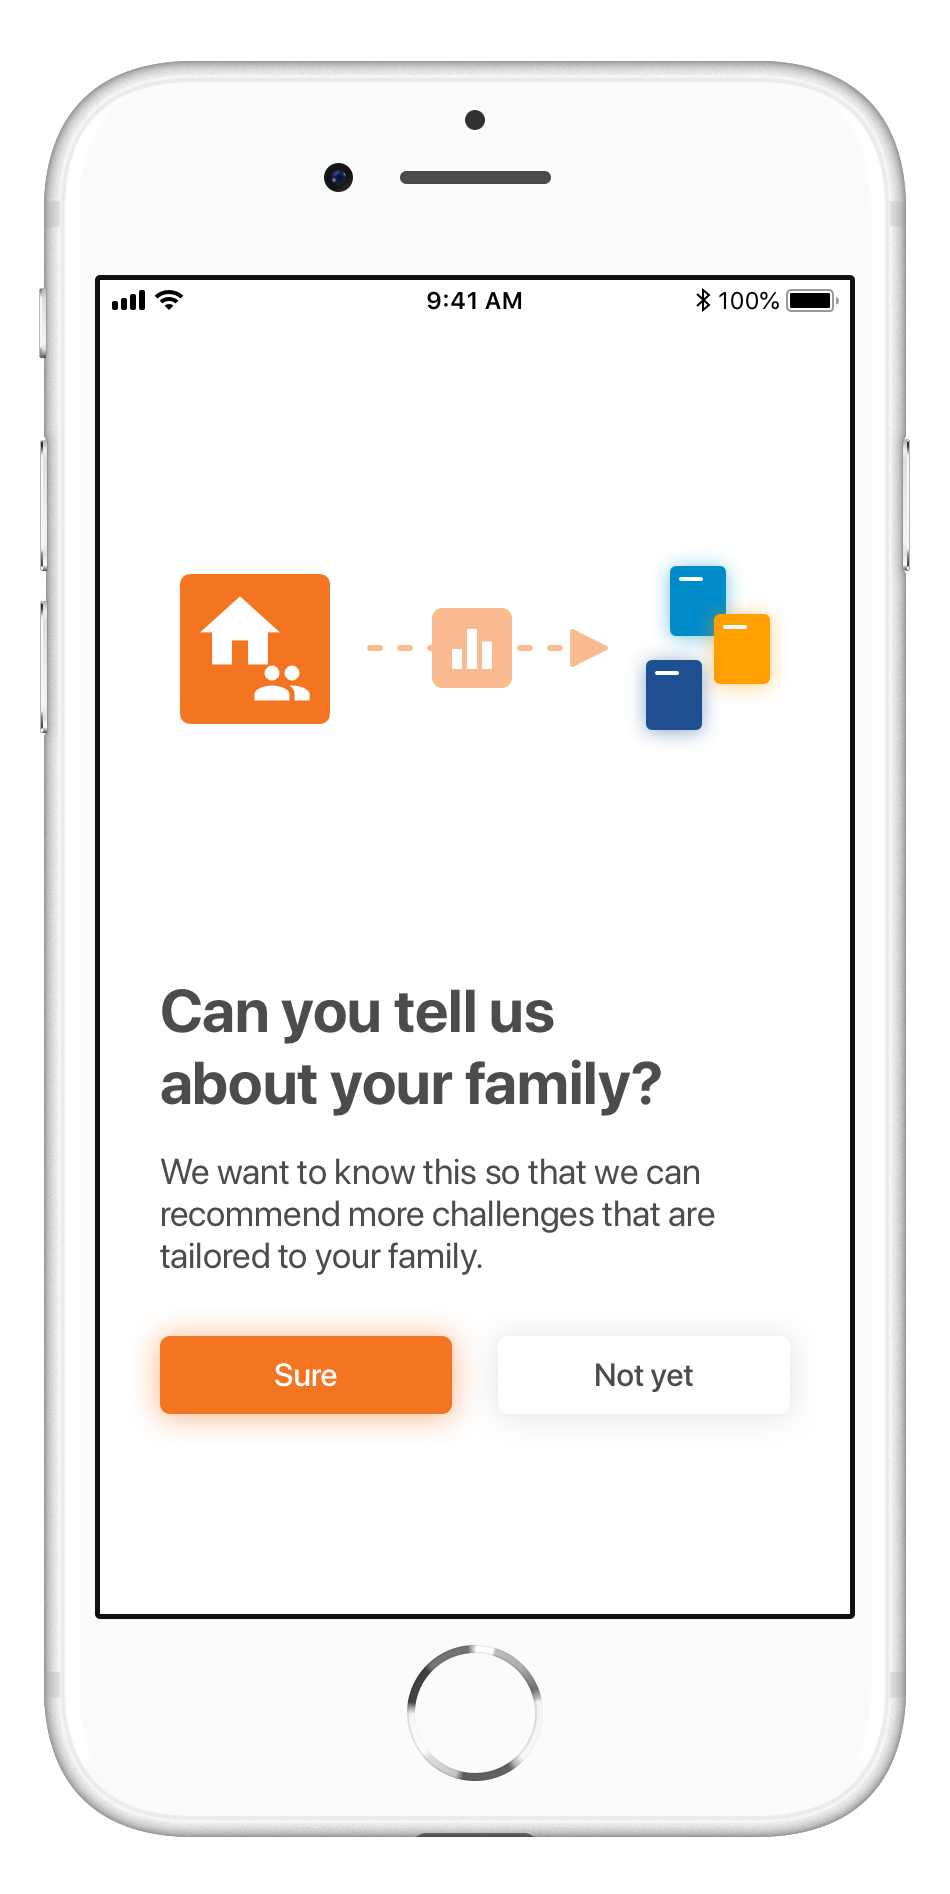 9:41 AM 100%
Can you tell us
about your family?
We want to know this so that we can
recommend more challenges that are
tailored to your family.
Sure Not yet